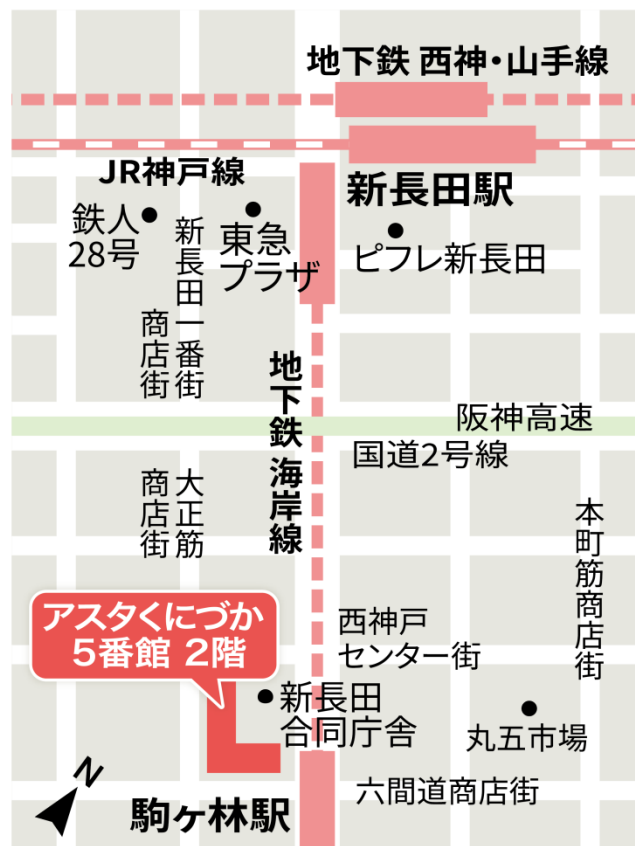 地下鉄 西神・山手線
JR神戸線
新長田駅
鉄人
28号
新長田一番街
商店街
東急
プラザ
ピフレ新長田
地下鉄 海岸線
阪神高速
国道2号線
大正筋
商店街
本町筋商店街
アスタくにづか
5番館 2階
西神戸
センター街
新長田
合同庁舎
丸五市場
六間道商店街
N
駒ヶ林駅